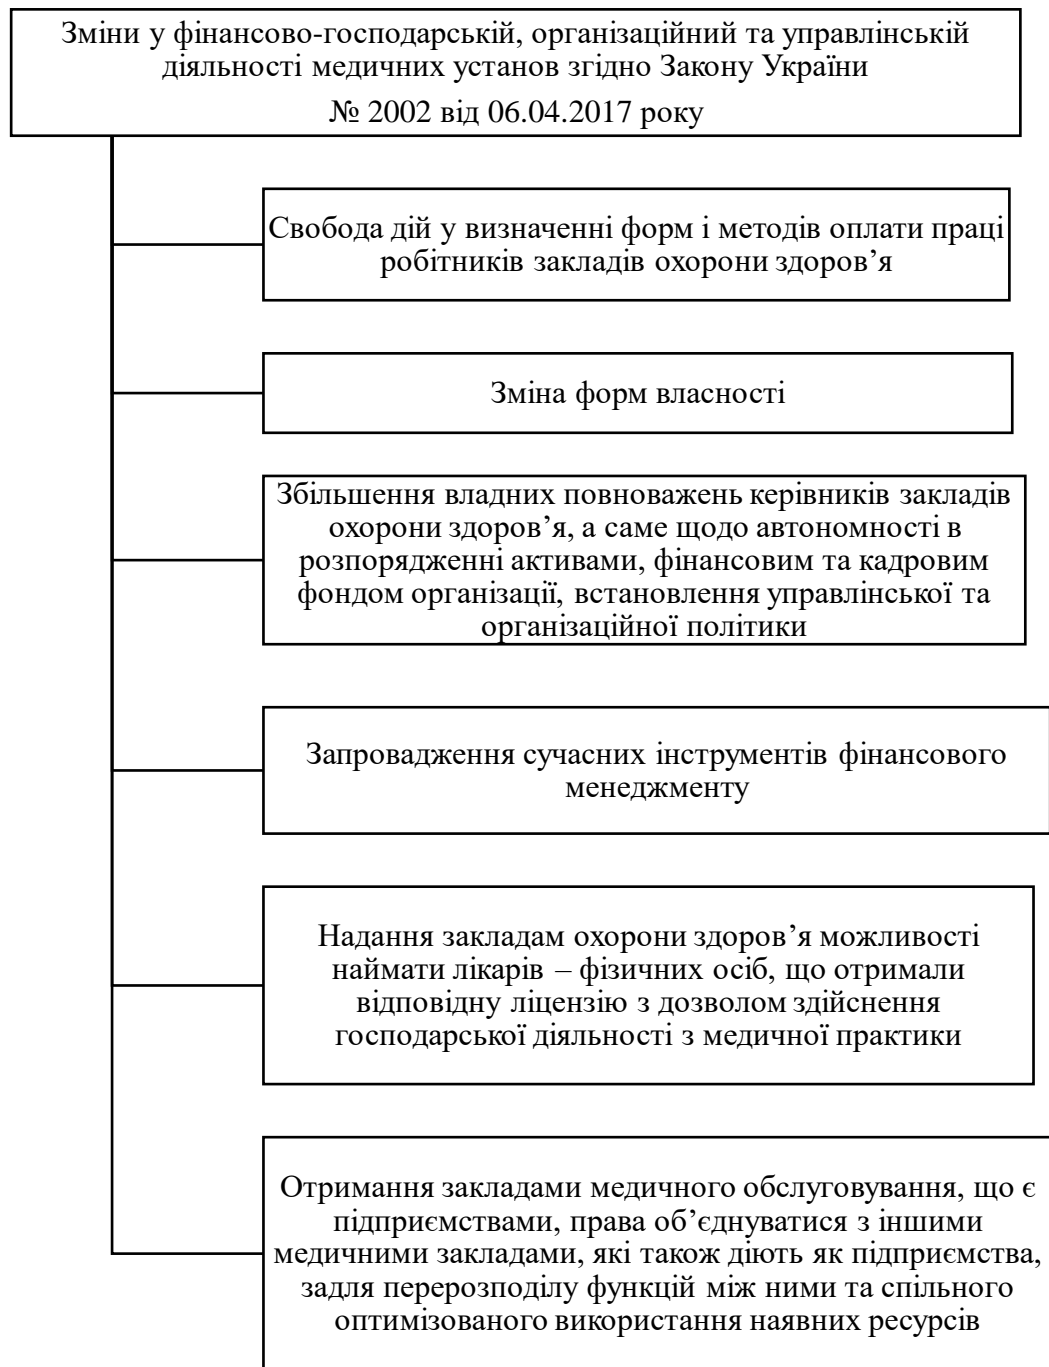 Зміни у фінансово-господарській, організаційний та управлінській
діяльності медичних установ згідно Закону України
№ 2002 від 06.04.2017 року
Свобода дій у визначенні форм і методів оплати праці
робітників закладів охорони здоров’я
Зміна форм власності
Збільшення владних повноважень керівників закладів
охорони здоров’я, а саме щодо автономності в
розпорядженні активами, фінансовим та кадровим
фондом організації, встановлення управлінської та
організаційної політики
Запровадження сучасних інструментів фінансового
менеджменту
Надання закладам охорони здоров’я можливості
наймати лікарів – фізичних осіб, що отримали
відповідну ліцензію з дозволом здійснення
господарської діяльності з медичної практики
Отримання закладами медичного обслуговування, що є
підприємствами, права об’єднуватися з іншими
медичними закладами, які також діють як підприємства,
задля перерозподілу функцій між ними та спільного
оптимізованого використання наявних ресурсів